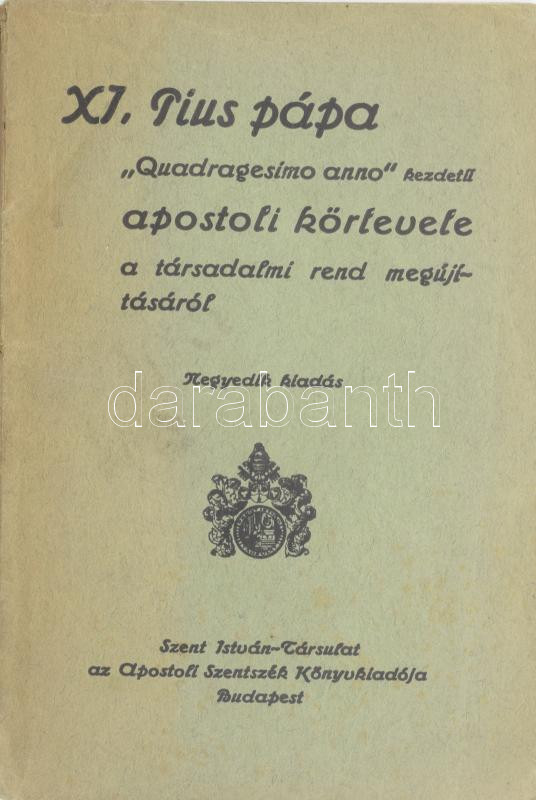 XI. Pius pápa
„Quadragesimo anno“ kezdetű
apostoli körlevele
a társadalmi rend megújí-
tásáról
Negyedik kiadás
darabanth
Szent István-Társulat
az Apostoli Szentszék Könyvkiadója
Budapest